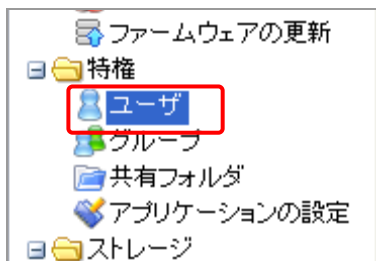 ファームウェアの更新
特権
ユーザ
グループ
共有フォルダ
アプリケーションの設定
ストレージ